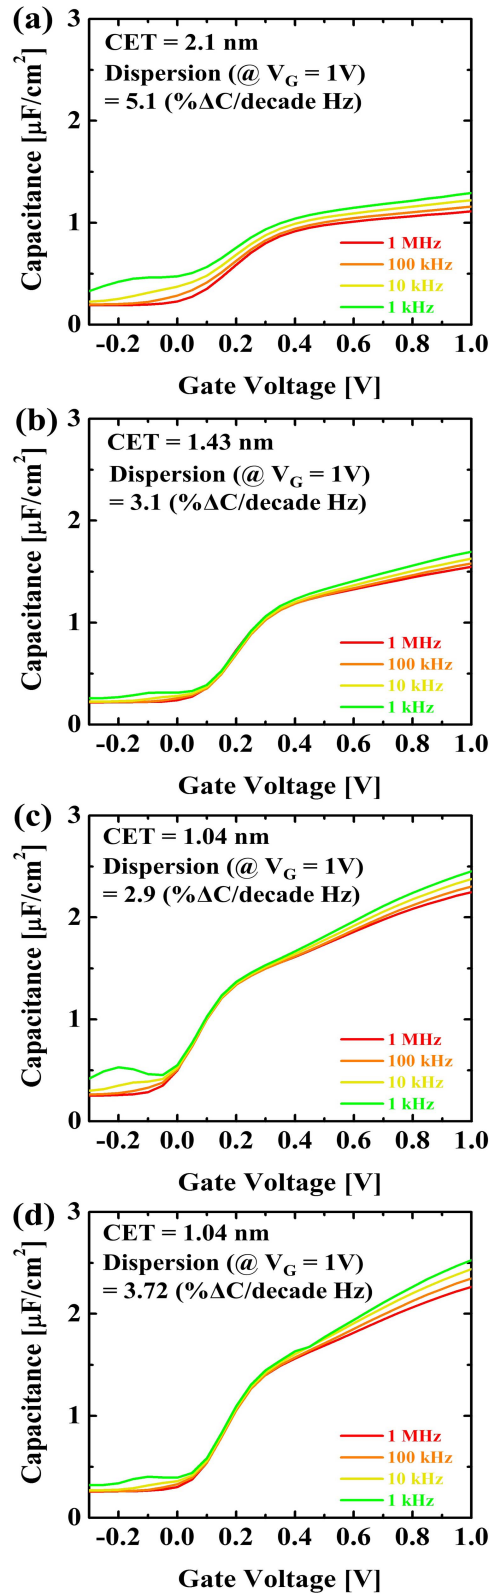 (a)
CET = 2.1 nm
Dispersion (@ V_G = 1V)
= 5.1 (%ΔC/decade Hz)
Capacitance [μF/cm²]
3
2
1
0
1 MHz
100 kHz
10 kHz
1 kHz
-0.2 0.0 0.2 0.4 0.6 0.8 1.0
Gate Voltage [V]
(b)
CET = 1.43 nm
Dispersion (@ V_G = 1V)
= 3.1 (%ΔC/decade Hz)
Capacitance [μF/cm²]
3
2
1
0
1 MHz
100 kHz
10 kHz
1 kHz
-0.2 0.0 0.2 0.4 0.6 0.8 1.0
Gate Voltage [V]
(c)
CET = 1.04 nm
Dispersion (@ V_G = 1V)
= 2.9 (%ΔC/decade Hz)
Capacitance [μF/cm²]
3
2
1
0
1 MHz
100 kHz
10 kHz
1 kHz
-0.2 0.0 0.2 0.4 0.6 0.8 1.0
Gate Voltage [V]
(d)
CET = 1.04 nm
Dispersion (@ V_G = 1V)
= 3.72 (%ΔC/decade Hz)
Capacitance [μF/cm²]
3
2
1
0
1 MHz
100 kHz
10 kHz
1 kHz
-0.2 0.0 0.2 0.4 0.6 0.8 1.0
Gate Voltage [V]